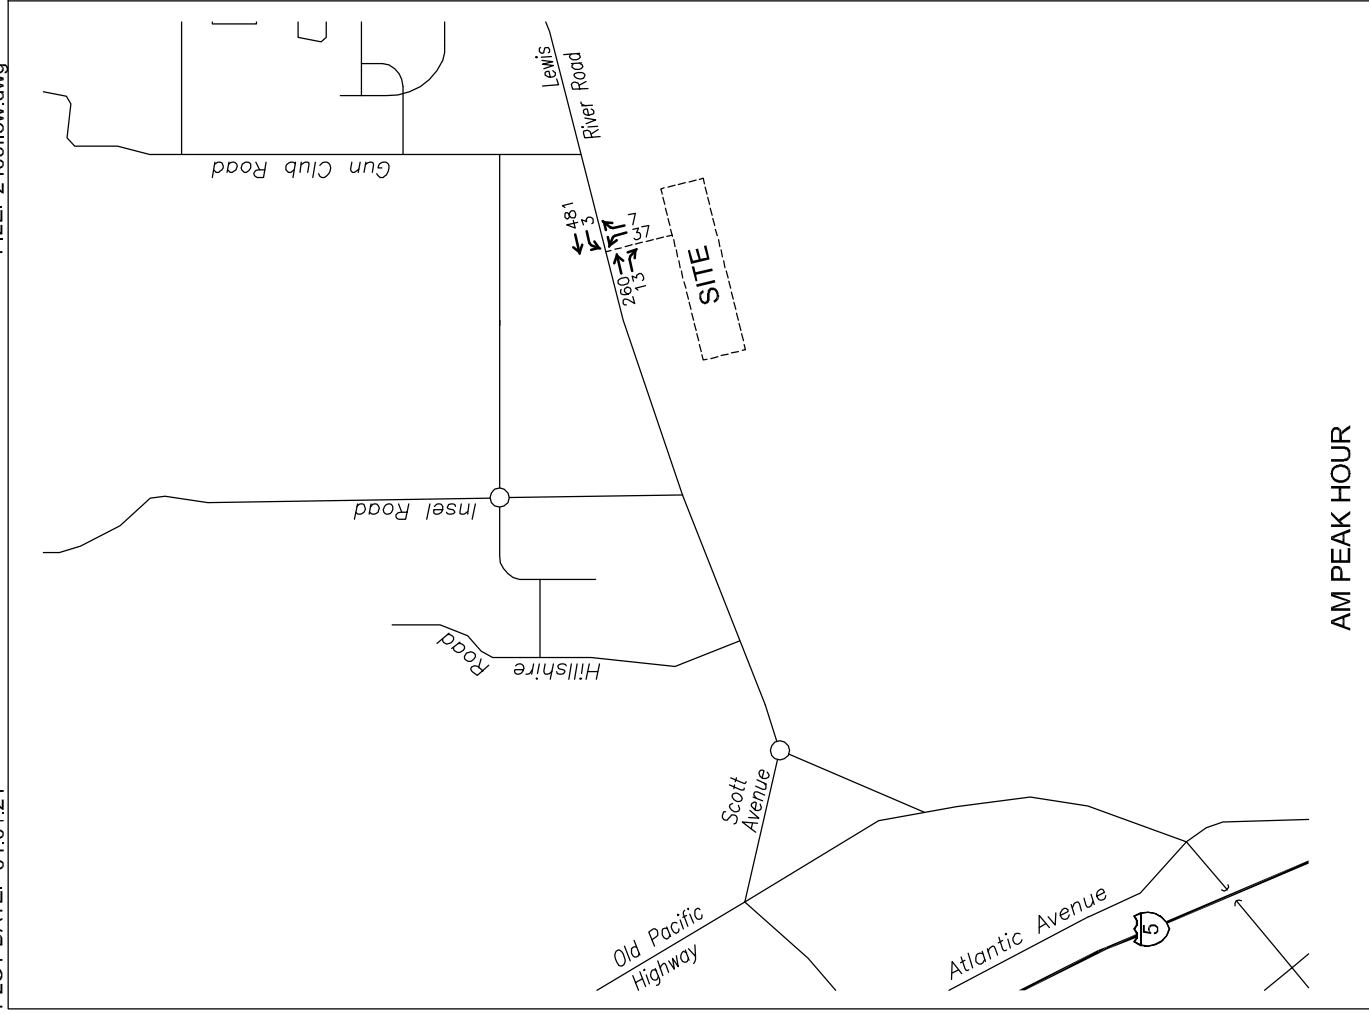 Lewis
River Road
Gun Club Road
481
3
7
37
260
13
SITE
Insel Road
Hillshire
Road
Scott
Avenue
Old Pacific
Highway
Atlantic Avenue
5
AM PEAK HOUR